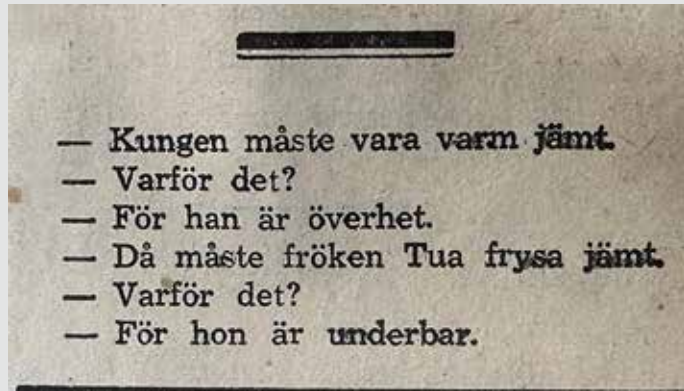 — Kungen måste vara varm jämt.
— Varför det?
— För han är överhet.
— Då måste fröken Tua frysa jämt.
— Varför det?
— För hon är underbar.